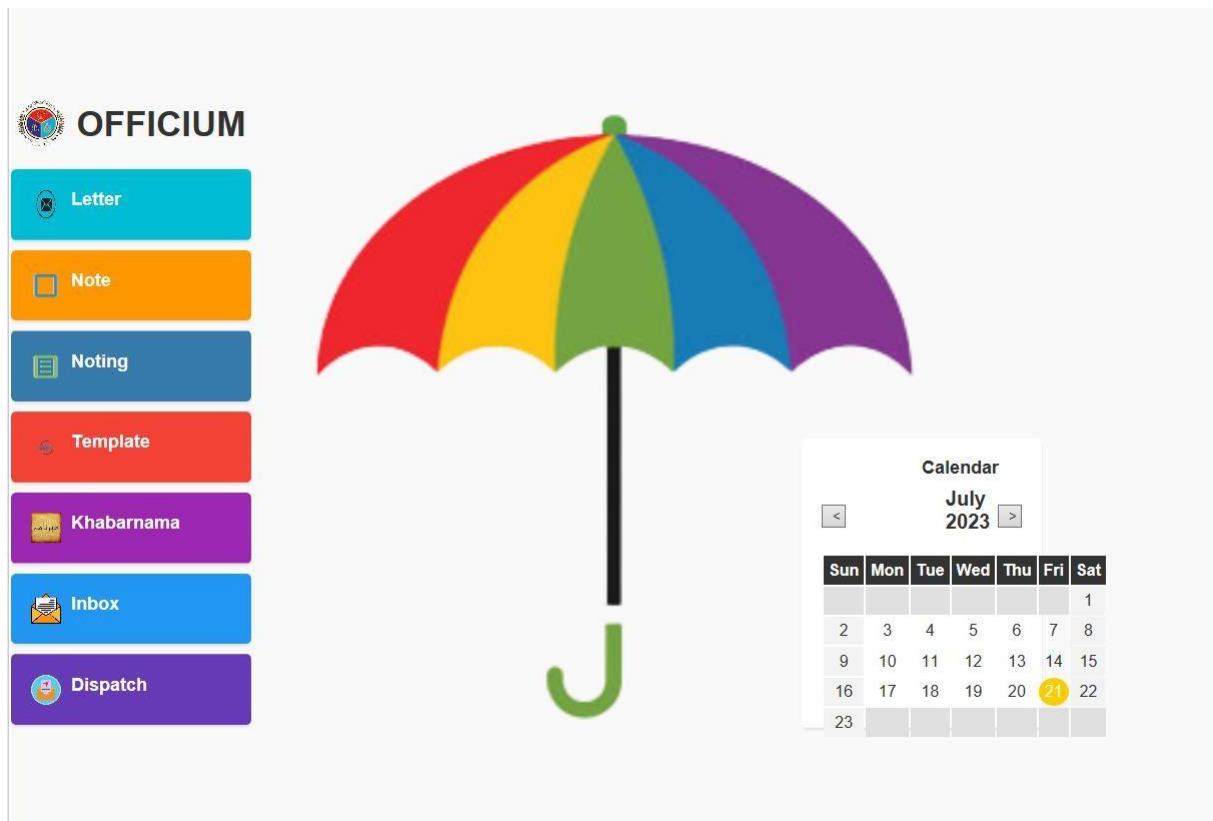 OFFICIUM
Letter
Note
Noting
Template
Khabarnama
Inbox
Dispatch
Calendar
<
July
2023
>
Sun Mon Tue Wed Thu Fri Sat
1
2 3 4 5 6 7 8
9 10 11 12 13 14 15
16 17 18 19 20 21 22
23